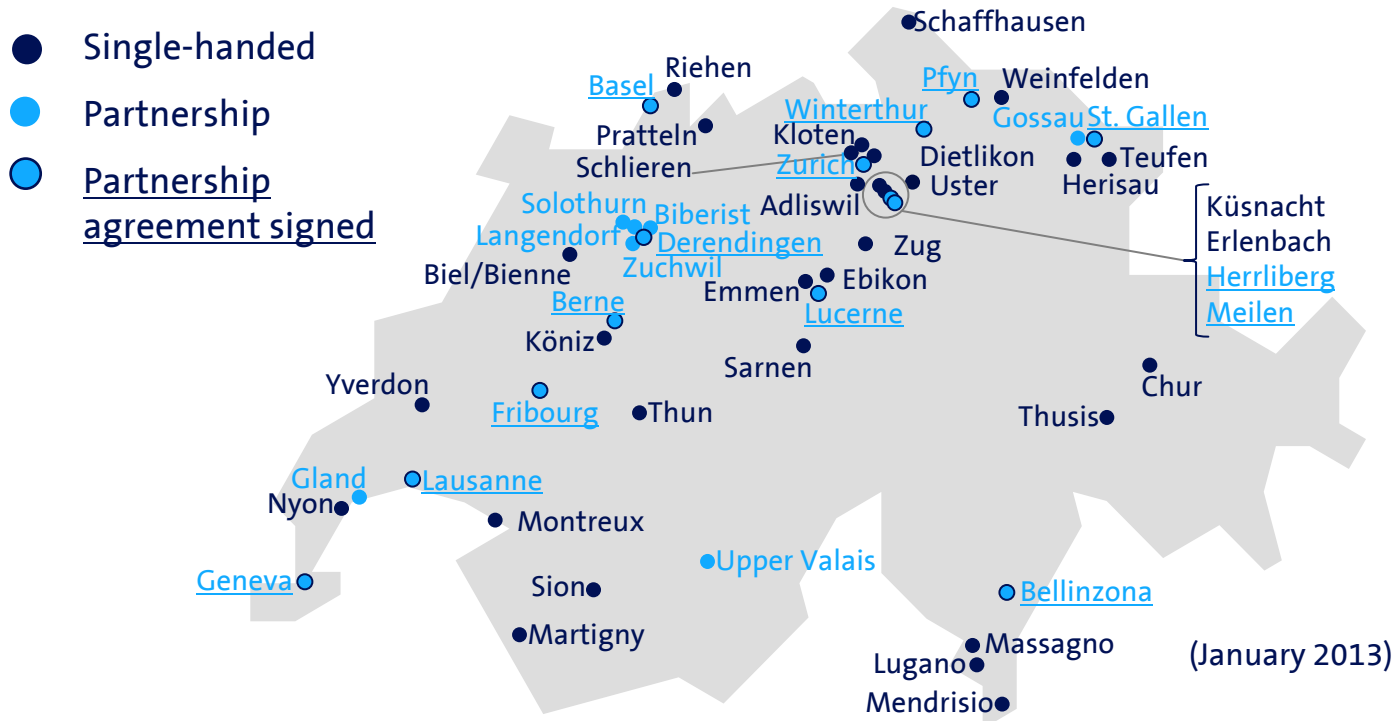 Single-handed
Partnership
Partnership
agreement signed
Schaffhausen
Riehen
Basel
Pratteln
Schlieren
Pfyn
Weinfelden
Winterthur
Gossau
St. Gallen
Kloten
Zurich
Dietlikon
Uster
Teufen
Herisau
Adliswil
Küsnacht
Erlenbach
Herrliberg
Meilen
Solothurn
Biberist
Langendorf
Derendingen
Zuchwil
Biel/Bienne
Zug
Emmen
Ebikon
Lucerne
Berne
Köniz
Sarnen
Yverdon
Fribourg
Thun
Chur
Thusis
Gland
Nyon
Lausanne
Montreux
Upper Valais
Geneva
Sion
Martigny
Bellinzona
Massagno
Lugano
Mendrisio
(January 2013)